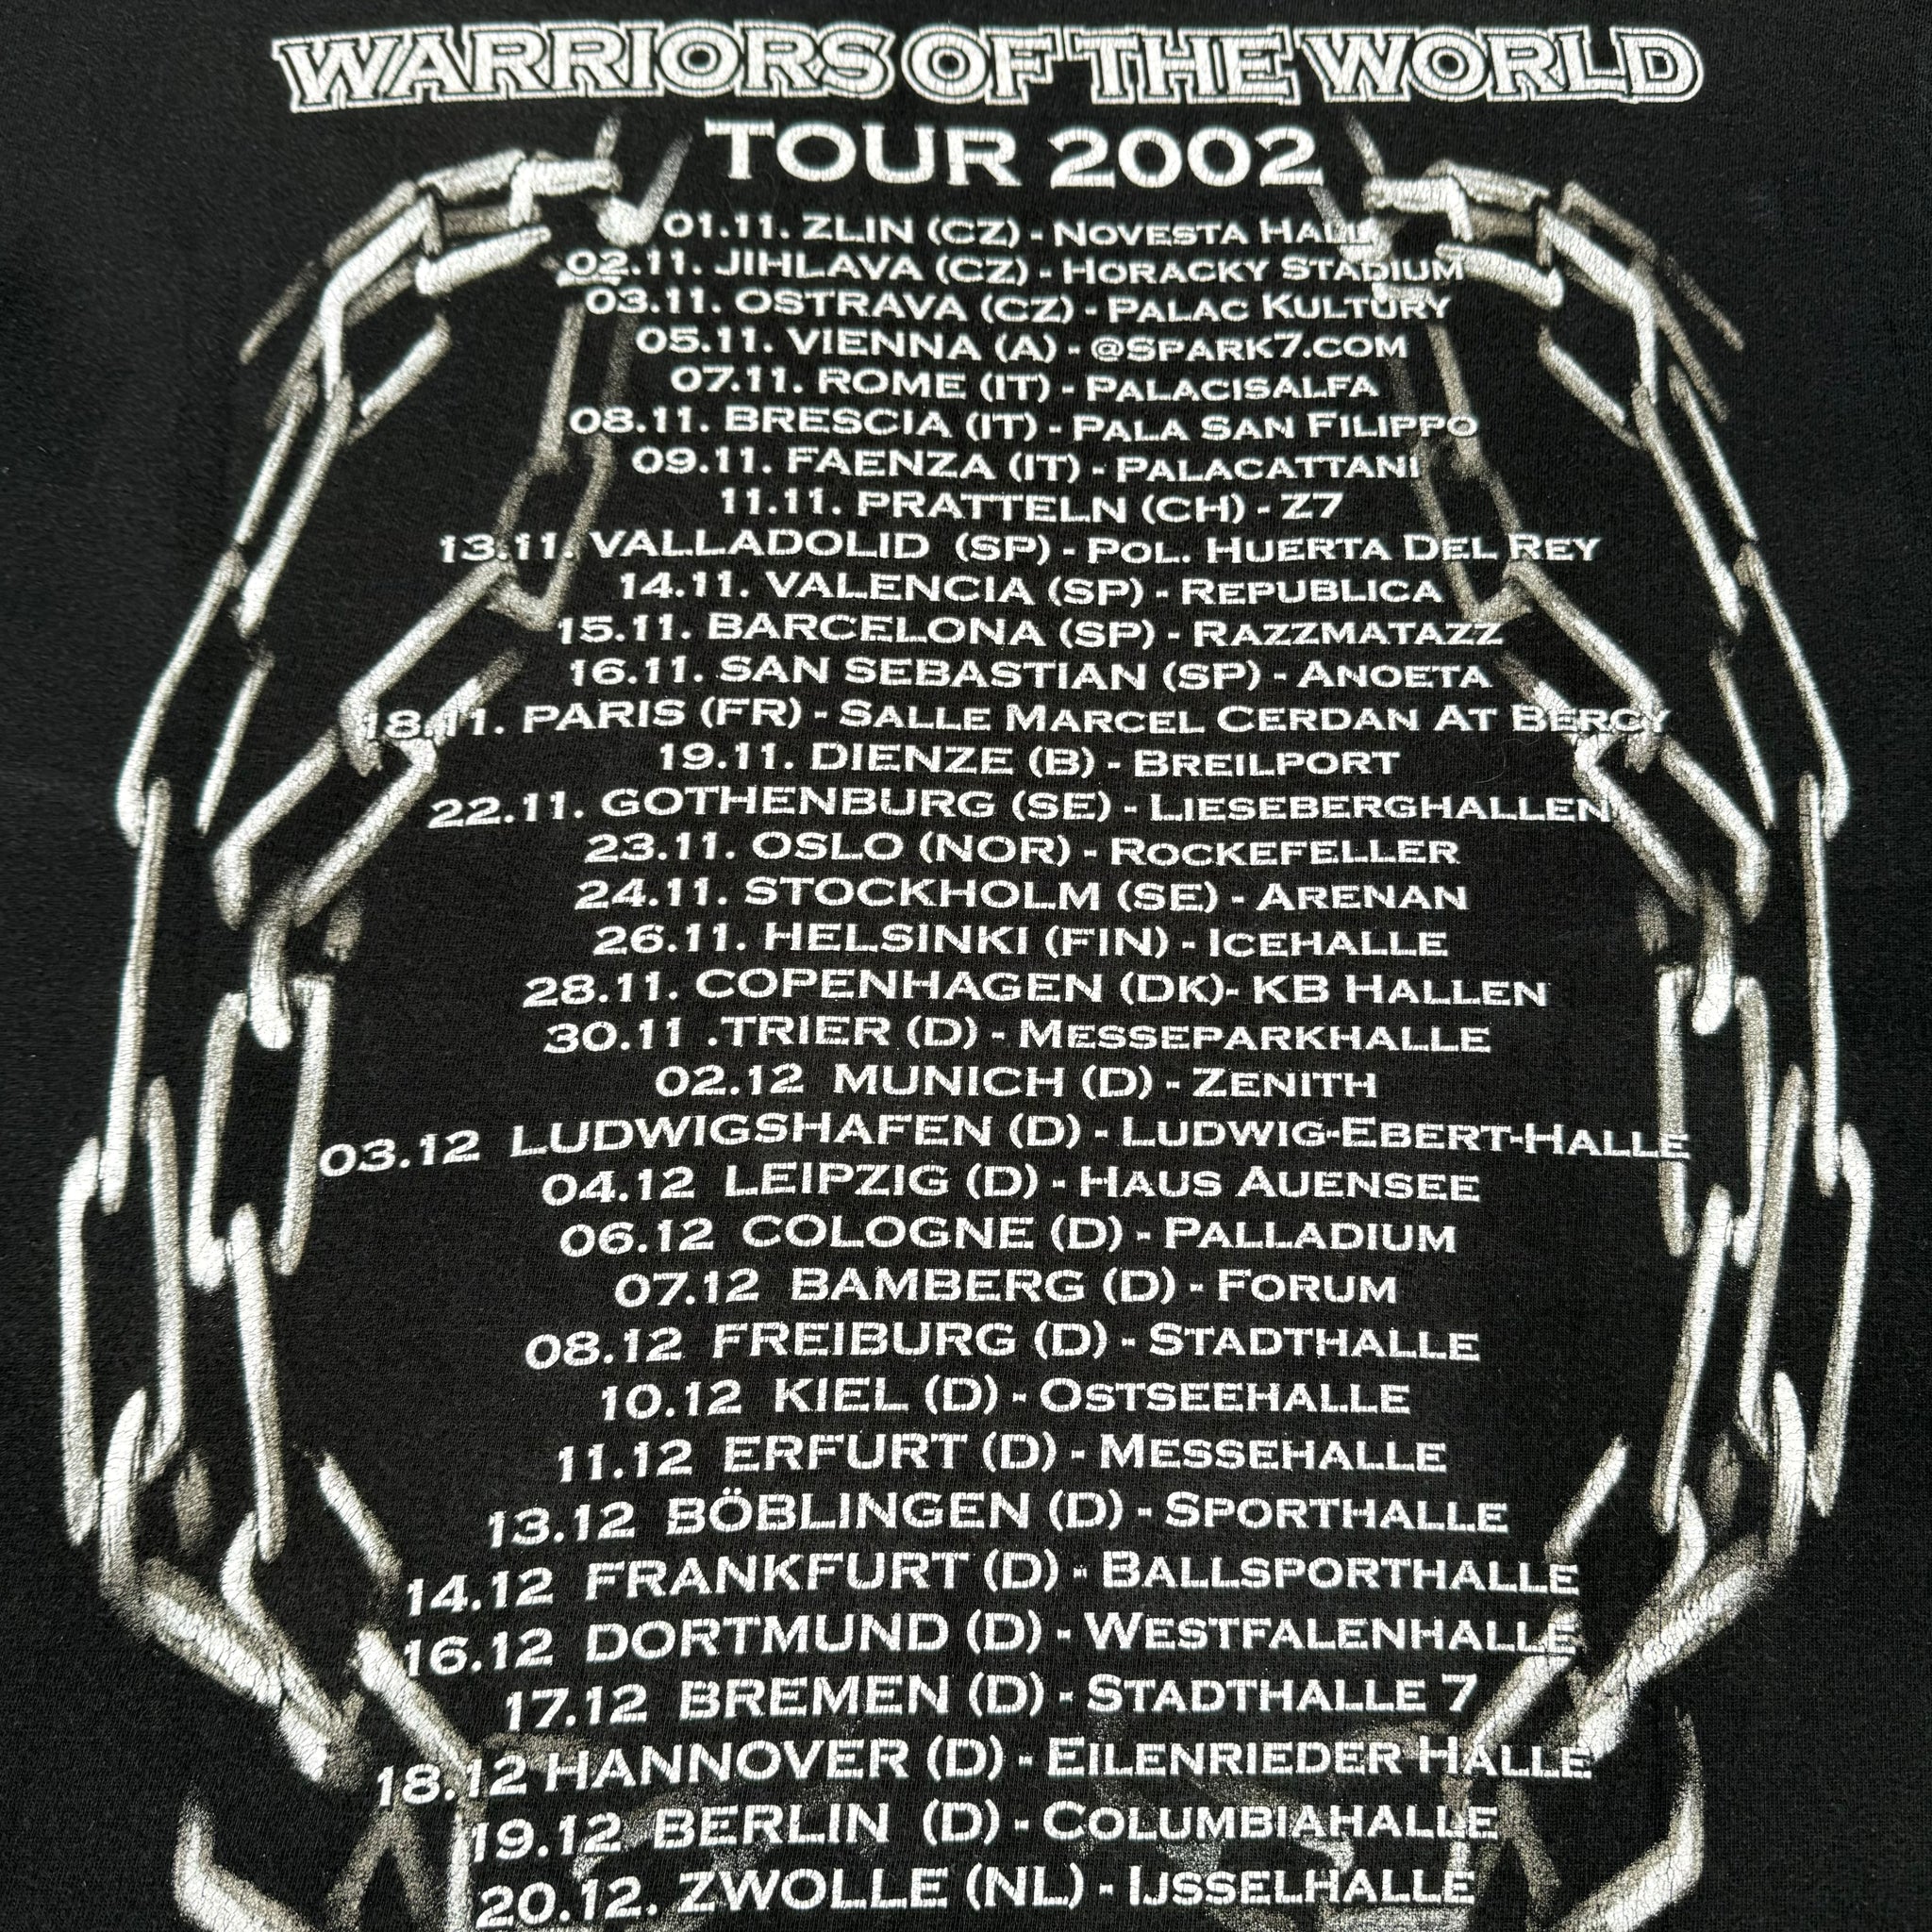 WARRIORS OF THE WORLD
TOUR 2002
01.11. ZLIN (CZ) - NOVESTA HALL
02.11. JIHLAVA (CZ) - HORACKY STADIUM
03.11. OSTRAVA (CZ) - PALAC KULTURY
05.11. VIENNA (A) - @SPARK7.COM
07.11. ROME (IT) - PALACISALFA
08.11. BRESCIA (IT) - PALA SAN FILIPPO
09.11. FAENZA (IT) - PALACATTANI
11.11. PRATTELN (CH) - Z7
13.11. VALLADOLID (SP) - POL. HUERTA DEL REY
14.11. VALENCIA (SP) - REPUBLICA
15.11. BARCELONA (SP) - RAZZMATAZZ
16.11. SAN SEBASTIAN (SP) - ANOETA
18.11. PARIS (FR) - SALLE MARCEL CERDAN AT BERCY
19.11. DIENZE (B) - BREILPORT
22.11. GOTHENBURG (SE) - LIESEBERGHALLEN
23.11. OSLO (NOR) - ROCKEFELLER
24.11. STOCKHOLM (SE) - ARENAN
26.11. HELSINKI (FIN) - ICEHALLE
28.11. COPENHAGEN (DK)- KB HALLEN
30.11 .TRIER (D) - MESSEPARKHALLE
02.12 MUNICH (D) - ZENITH
03.12 LUDWIGSHAFEN (D) - LUDWIG-EBERT-HALLE
04.12 LEIPZIG (D) - HAUS AUENSEE
06.12 COLOGNE (D) - PALLADIUM
07.12 BAMBERG (D) - FORUM
08.12 FREIBURG (D) - STADTHALLE
10.12 KIEL (D) - OSTSEEHALLE
11.12 ERFURT (D) - MESSEHALLE
13.12 BÖBLINGEN (D) - SPORTHALLE
14.12 FRANKFURT (D) - BALLSPORTHALLE
16.12 DORTMUND (D) - WESTFALENHALLE
17.12 BREMEN (D) - STADTHALLE 7
18.12 HANNOVER (D) - EILENRIEDER HALLE
19.12 BERLIN (D) - COLUMBIAHALLE
20.12. ZWOLLE (NL) - IJSSELHALLE